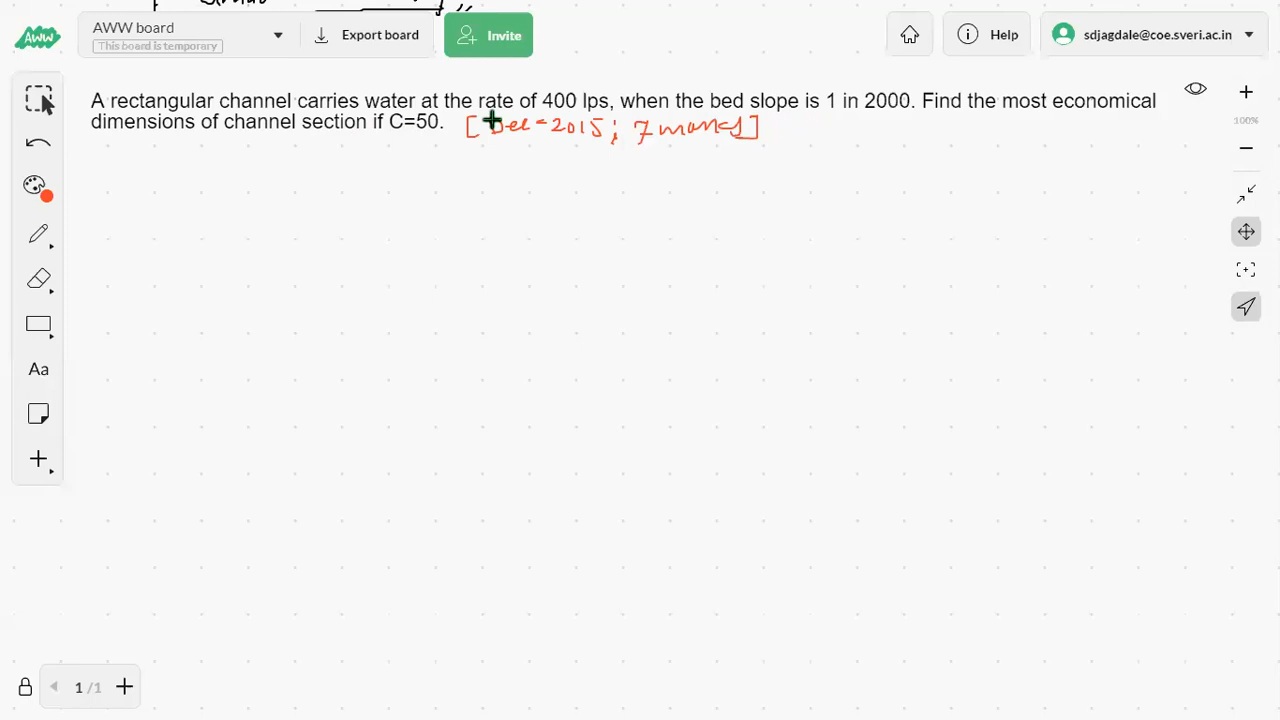 AWW board
This board is temporary
Export board
Invite
Help
sdjagdale@coe.sveri.ac.in
AWW
A rectangular channel carries water at the rate of 400 lps, when the bed slope is 1 in 2000. Find the most economical
dimensions of channel section if C=50. [Dec-2015; 7 marks]
100%
Aa
1/1